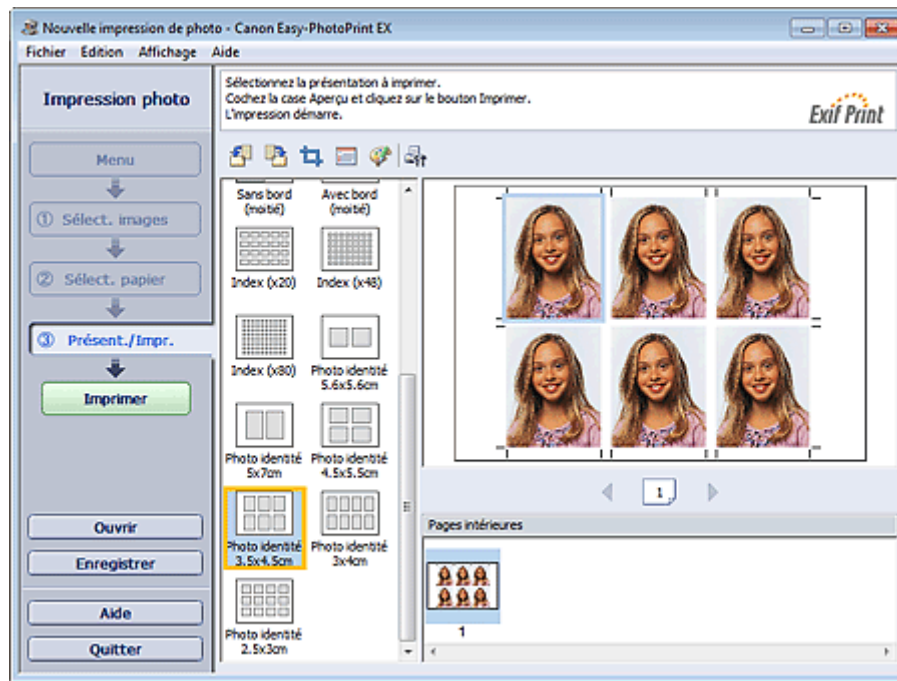 Nouvelle impression de photo - Canon Easy-PhotoPrint EX
Fichier Edition Affichage Aide
Impression photo
Sélectionnez la présentation à imprimer.
Cochez la case Aperçu et cliquez sur le bouton Imprimer.
L'impression démarre.
Exif Print
Menu
① Sélect. images
② Sélect. papier
③ Présent./Impr.
Imprimer
Ouvrir
Enregistrer
Aide
Quitter
Sans bord
(moitié)
Avec bord
(moitié)
Index (x20)
Index (x48)
Index (x80)
Photo identité
5.6x5.6cm
Photo identité
5x7cm
Photo identité
4.5x5.5cm
Photo identité
3.5x4.5cm
Photo identité
3x4cm
Photo identité
2.5x3cm
1
Pages intérieures
1